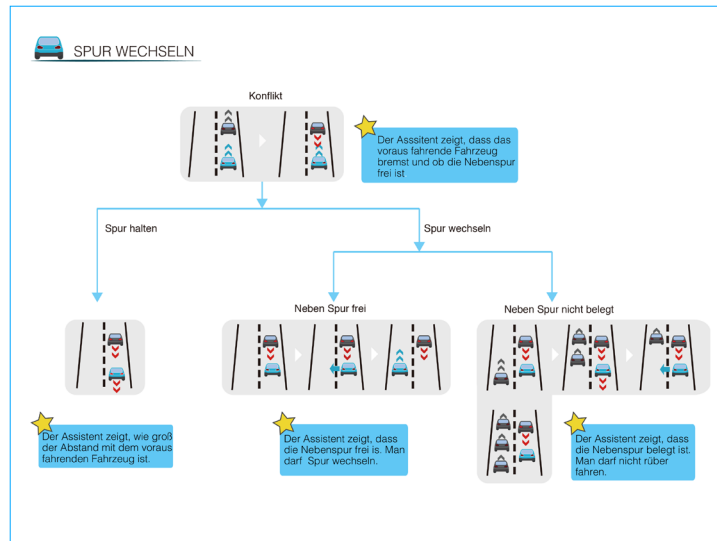 SPUR WECHSELN
Konflikt
Der Asssitent zeigt, dass das
voraus fahrende Fahrzeug
bremst und ob die Nebenspur
frei ist
Spur halten
Spur wechseln
Neben Spur frei
Neben Spur nicht belegt
Der Assistent zeigt, wie groß
der Abstand mit dem voraus
fahrenden Fahrzeug ist.
Der Assistent zeigt, dass
die Nebenspur frei is. Man
darf Spur wechseln.
Der Assistent zeigt, dass
die Nebenspur belegt ist.
Man darf nicht rüber
fahren.